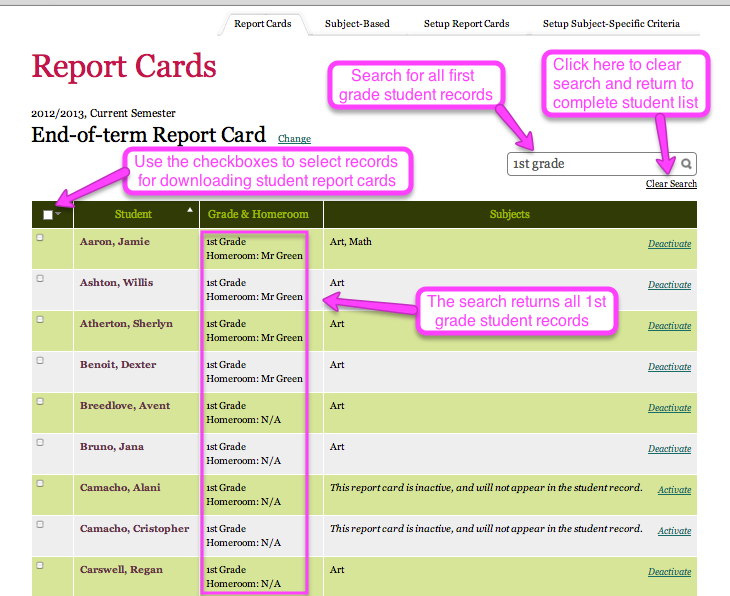 Report Cards
Subject-Based
Setup Report Cards
Setup Subject-Specific Criteria
Report Cards
Search for all first
grade student records
Click here to clear
search and return to
complete student list
2012/2013, Current Semester
End-of-term Report Card Change
Use the checkboxes to select records
for downloading student report cards
1st grade
Clear Search
Student Grade & Homeroom Subjects
Aaron, Jamie 1st Grade Art, Math Deactivate
Homeroom: Mr Green
Ashton, Willis 1st Grade Art Deactivate
Homeroom: Mr Green
The search returns all 1st
grade student records
Atherton, Sherlyn 1st Grade Art Deactivate
Homeroom: Mr Green
Benoit, Dexter 1st Grade Art Deactivate
Homeroom: Mr Green
Breedlove, Avent 1st Grade Art Deactivate
Homeroom: N/A
Bruno, Jana 1st Grade Art Deactivate
Homeroom: N/A
Camacho, Alani 1st Grade This report card is inactive, and will not appear in the student record. Activate
Homeroom: N/A
Camacho, Cristopher 1st Grade This report card is inactive, and will not appear in the student record. Activate
Homeroom: N/A
Carswell, Regan 1st Grade Art Deactivate
Homeroom: N/A